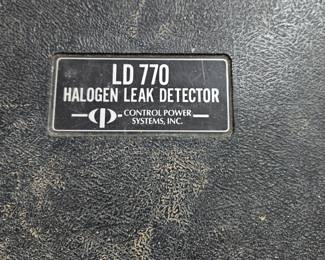 LD 770
HALOGEN LEAK DETECTOR
CONTROL POWER
SYSTEMS, INC.